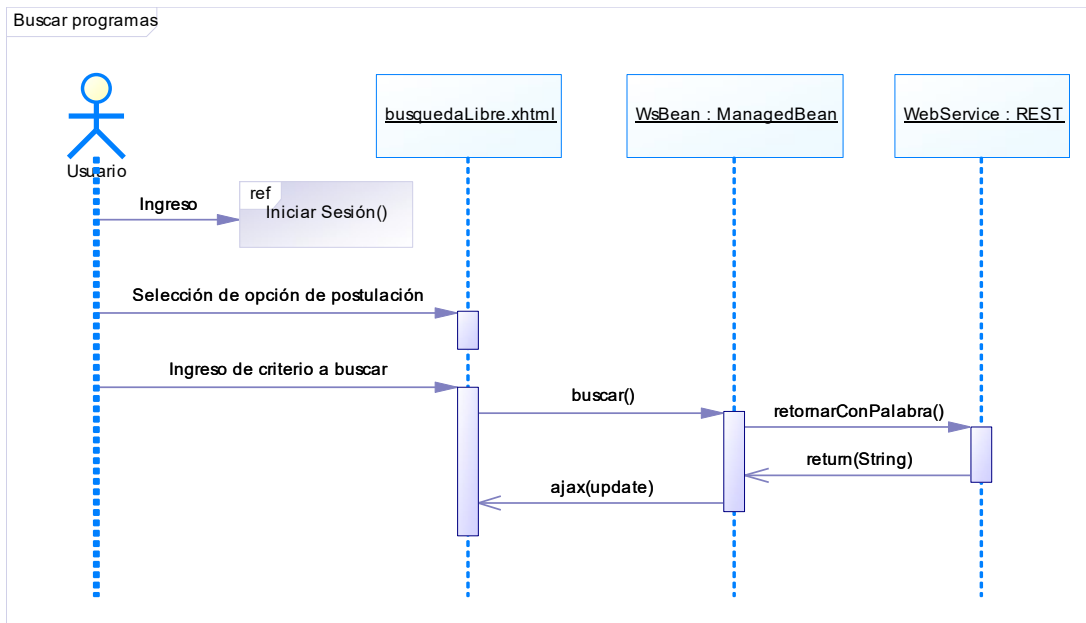 Buscar programas
busquedaLibre.xhtml
WsBean : ManagedBean
WebService : REST
Usuario
Ingreso
ref
Iniciar Sesión()
Selección de opción de postulación
Ingreso de criterio a buscar
buscar()
retornarConPalabra()
return(String)
ajax(update)